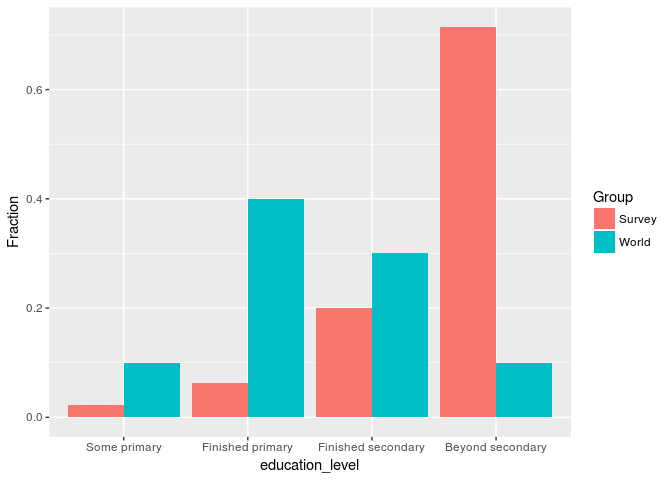 0.6
0.4
0.2
0.0
Fraction
Some primary
Finished primary
Finished secondary
Beyond secondary
education_level
Group
Survey
World